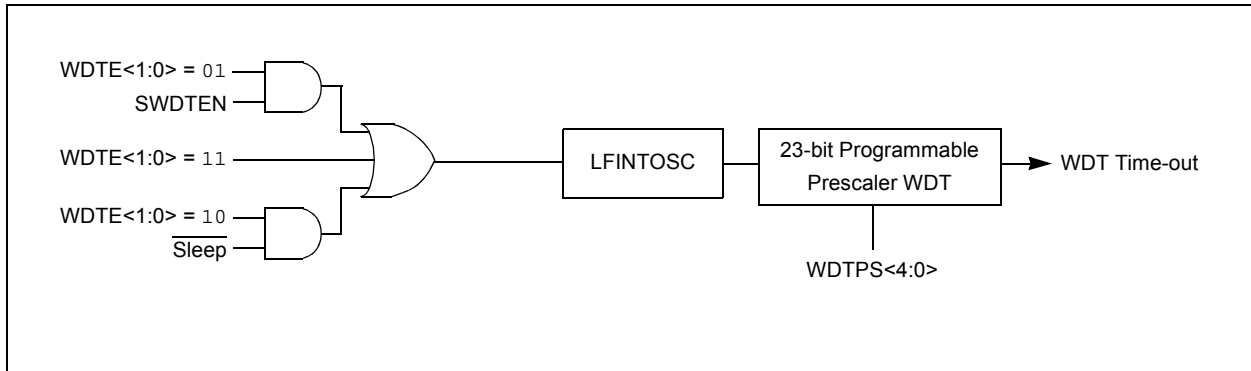 WDTE<1:0> = 01
SWDTEN
WDTE<1:0> = 11
WDTE<1:0> = 10
Sleep
LFINTOSC
23-bit Programmable
Prescaler WDT
WDT Time-out
WDTPS<4:0>